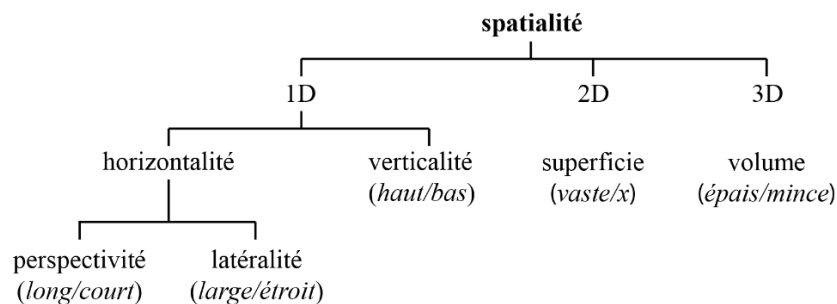 spatialité
1D 2D 3D
horizontalité verticalité superficie volume
(haut/bas) (vaste/x) (épais/mince)
perspectivité latéralité
(long/court) (large/étroit)